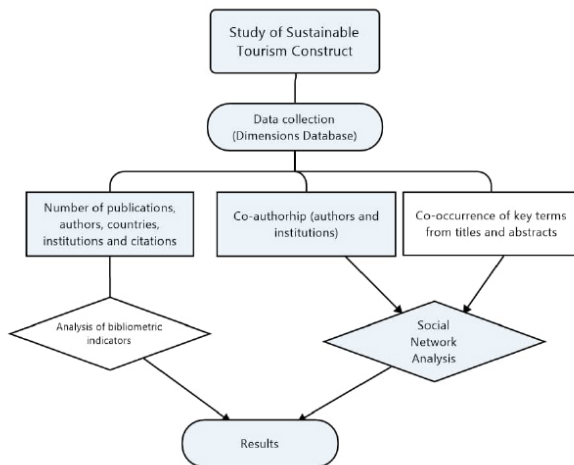 Study of Sustainable
Tourism Construct
Data collection
(Dimensions Database)
Number of publications,
authors, countries,
institutions and citations
Co-authorhip (authors and
institutions)
Co-occurrence of key terms
from titles and abstracts
Analysis of bibliometric
indicators
Social
Network
Analysis
Results